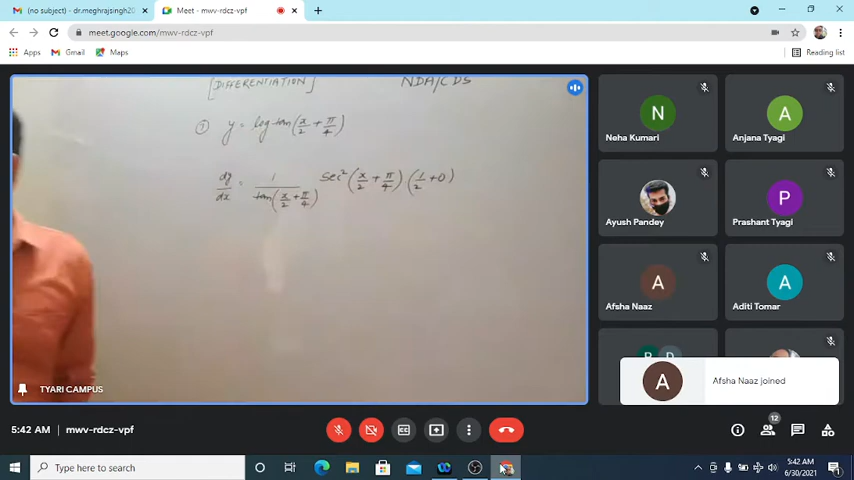 (no subject) - dr.meghrajsingh20
Meet - mwv-rdcz-vpf
meet.google.com/mwv-rdcz-vpf
Apps
Gmail
Maps
Reading list
[DIFFERENTIATION]
NDA/CDS
① y = log tan(x/2 + π/4)
dy/dx = 1/tan(x/2 + π/4) sec²(x/2 + π/4)(1/2 + 0)
TYARI CAMPUS
N
Neha Kumari
A
Anjana Tyagi
Ayush Pandey
P
Prashant Tyagi
A
Afsha Naaz
A
Aditi Tomar
A
Afsha Naaz joined
5:42 AM | mwv-rdcz-vpf
12
Type here to search
5:42 AM
6/30/2021